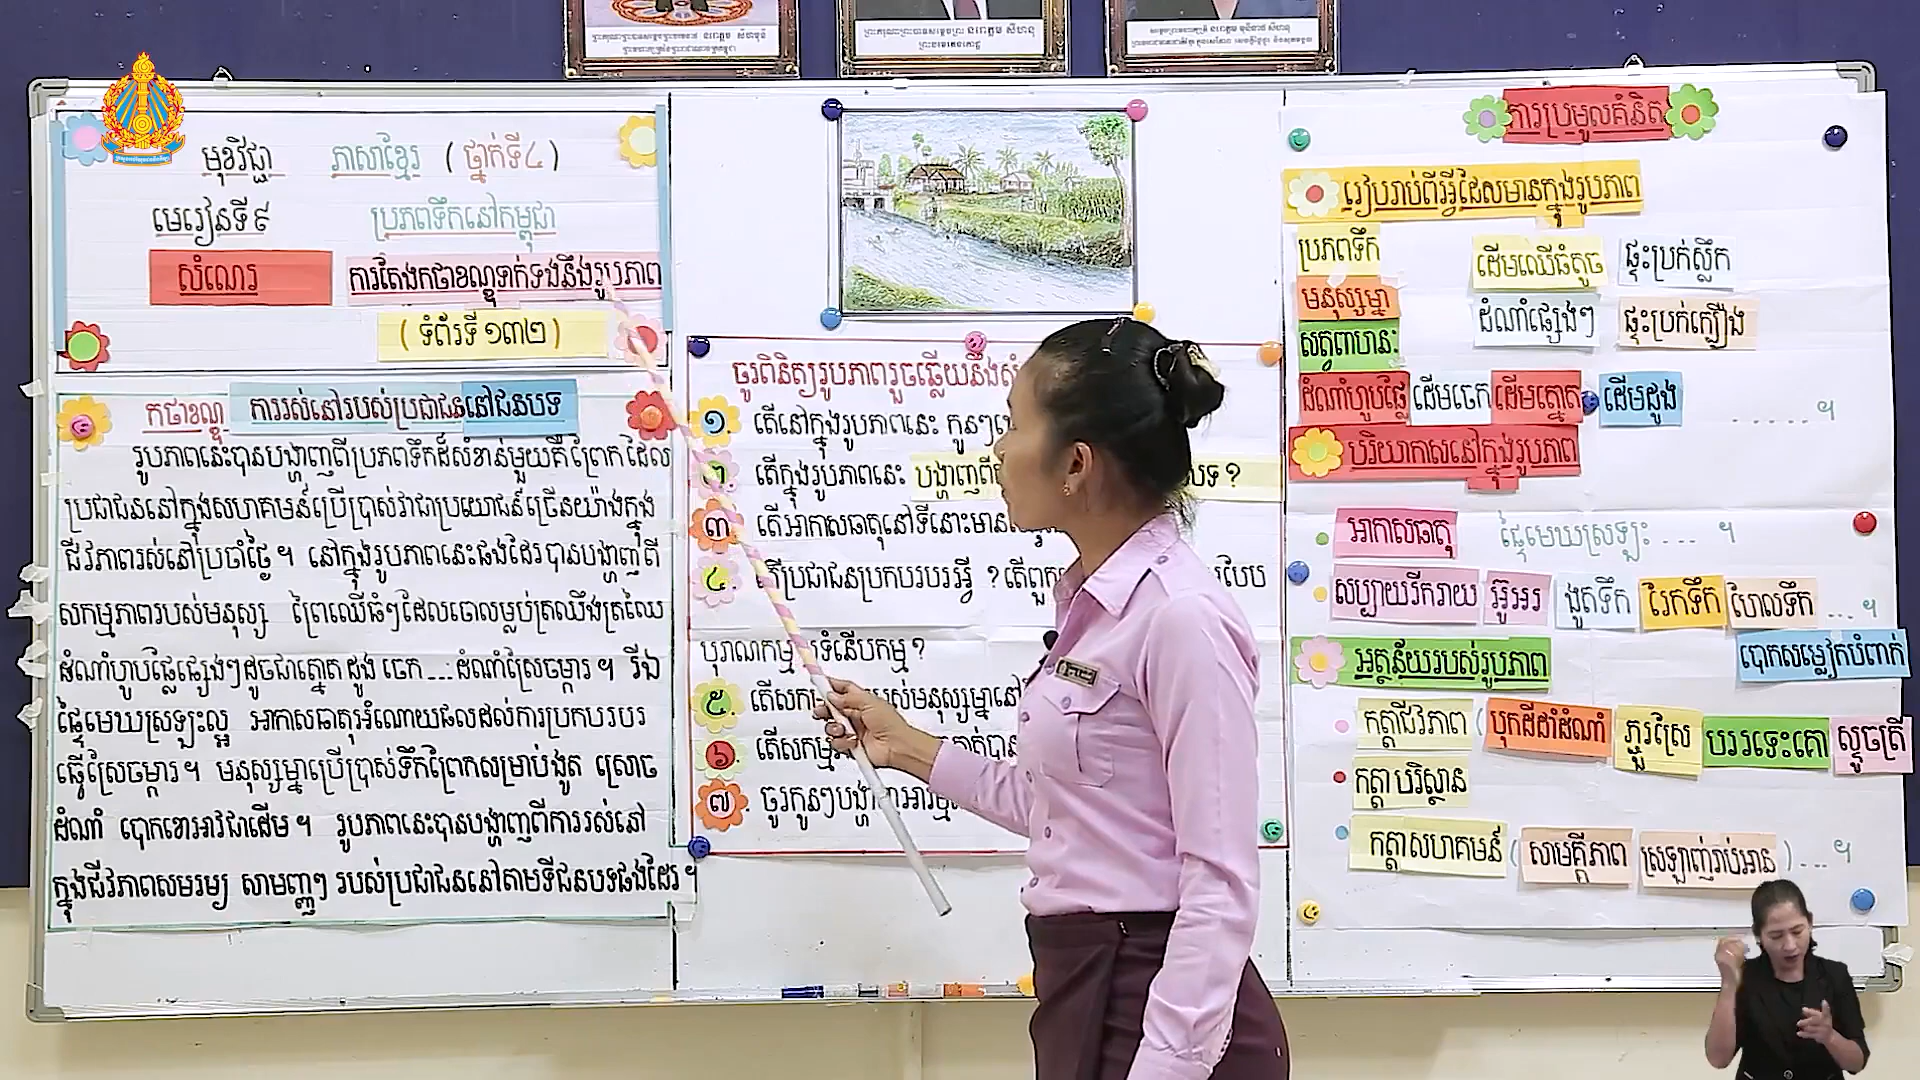 មុខវិជ្ជា ភាសាខ្មែរ (ថ្នាក់ទី៤)
មេរៀនទី៩ ប្រភពទឹកនៅកម្ពុជា
សំណេរ ការតែងកថាខណ្ឌទាក់ទងនឹងរូបភាព
(ទំព័រទី១៣២)
កថាខណ្ឌ ការរស់នៅរបស់ប្រជាជននៅជនបទ
រូបភាពនេះបានបង្ហាញពីប្រភពទឹកដ៏សំខាន់មួយគឺព្រែកដែល
ប្រជាជននៅក្នុងសហគមន៍ប្រើប្រាស់វាជាប្រយោជន៍ច្រើនយ៉ាងក្នុង
ជីវភាពរស់នៅប្រចាំថ្ងៃ។ នៅក្នុងរូបភាពនេះផងដែរបានបង្ហាញពី
សកម្មភាពរបស់មនុស្ស ព្រៃឈើធំៗដែលចោលម្លប់ត្រឈឹងត្រឈៃ
ដំណាំហូបផ្លែផ្សេងៗដូចជាត្នោត ដូង ចេក ... ដំណាំស្រែចម្ការ។ រីឯ
ផ្ទៃមេឃស្រឡះល្អ អាកាសធាតុអំណោយផលដល់ការប្រកបរបរ
ធ្វើស្រែចម្ការ។ មនុស្សម្នាប្រើប្រាស់ទឹកព្រែកសម្រាប់ងូត ស្រោច
ដំណាំ បោកខោអាវជាដើម។ រូបភាពនេះបានបង្ហាញពីការរស់នៅ
ក្នុងជីវភាពសមរម្យ សាមញ្ញៗ របស់ប្រជាជននៅតាមទីជនបទផងដែរ។
ចូរពិនិត្យរូបភាពរួចឆ្លើយនឹងសំ
១. តើនៅក្នុងរូបភាពនេះ កូនៗ
២. តើក្នុងរូបភាពនេះ បង្ហាញពី បទ?
៣. តើអាកាសធាតុនៅទីនោះមាន
៤. តើប្រជាជនប្រកបរបរអ្វី? តើពួក របៀប
បុរាណកម្ម ទំនើបកម្ម?
៥. តើសកម្ម របស់មនុស្សម្នានៅ
៦. តើសកម្ម
៧. ចូរកូនៗបង្ហាញអារម្ម
ការប្រមូលគំនិត
រៀបរាប់ពីអ្វីដែលមានក្នុងរូបភាព
ប្រភពទឹក ដើមឈើធំតូច ផ្ទះប្រក់ស្លឹក
មនុស្សម្នា ដំណាំផ្សេងៗ ផ្ទះប្រក់ក្បឿង
សត្វពាហនៈ
ដំណាំហូបផ្លែ ដើមចេក ដើមត្នោត ដើមដូង ..... ។
បរិយាកាសនៅក្នុងរូបភាព
អាកាសធាតុ ផ្ទៃមេឃស្រឡះ ... ។
សប្បាយរីករាយ អ៊ូអរ ងូតទឹក រែកទឹក ហែលទឹក ... ។
បោកសម្លៀកបំពាក់
អត្ថន័យរបស់រូបភាព
កត្តាជីវភាព (បុកដីដាំដំណាំ ភ្ជួរស្រែ បររទេះគោ ស្ទូចត្រី
កត្តាបរិស្ថាន
កត្តាសហគមន៍ (សាមគ្គីភាព ស្រឡាញ់រាប់អាន) ... ។